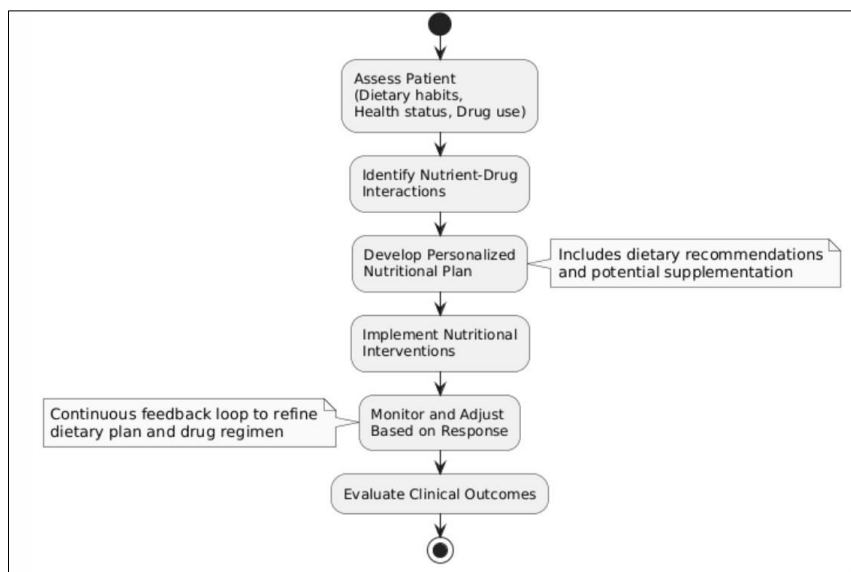 Assess Patient
(Dietary habits,
Health status, Drug use)
Identify Nutrient-Drug
Interactions
Develop Personalized
Nutritional Plan
Includes dietary recommendations
and potential supplementation
Implement Nutritional
Interventions
Continuous feedback loop to refine
dietary plan and drug regimen
Monitor and Adjust
Based on Response
Evaluate Clinical Outcomes